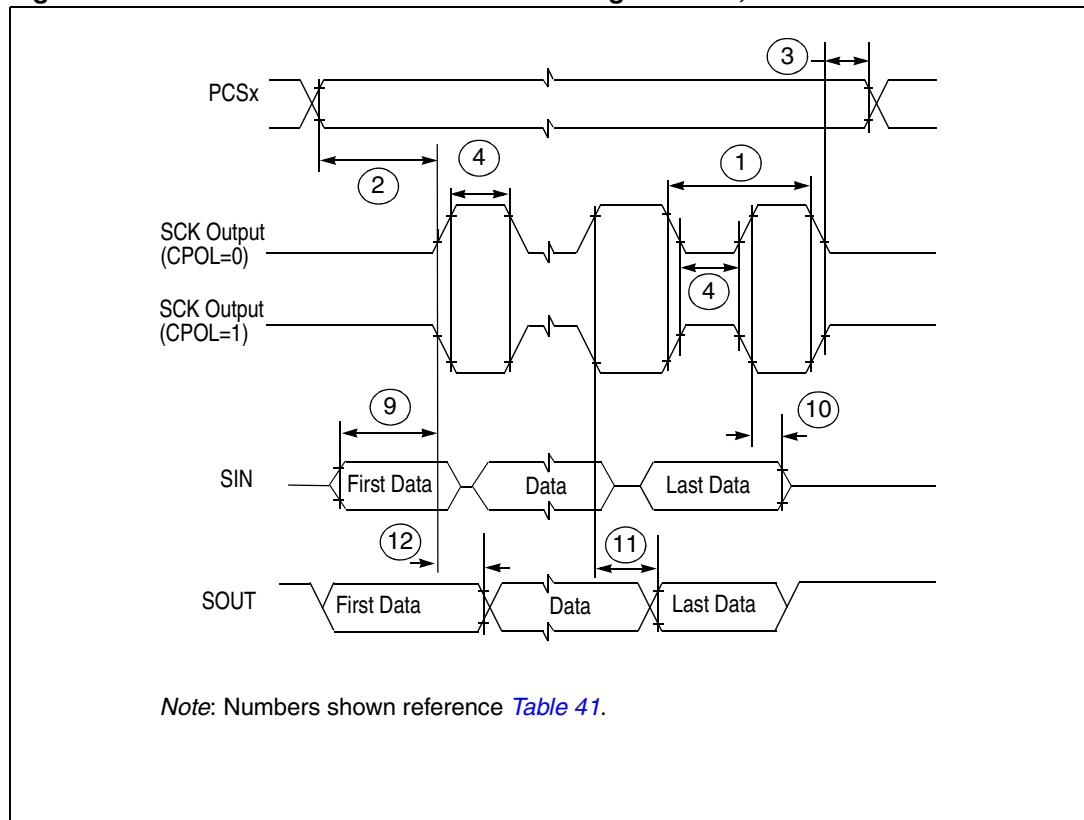 3
PCSx
2
4
1
SCK Output
(CPOL=0)
4
SCK Output
(CPOL=1)
9
10
SIN
First Data
Data
Last Data
12
11
SOUT
First Data
Data
Last Data
Note: Numbers shown reference Table 41.